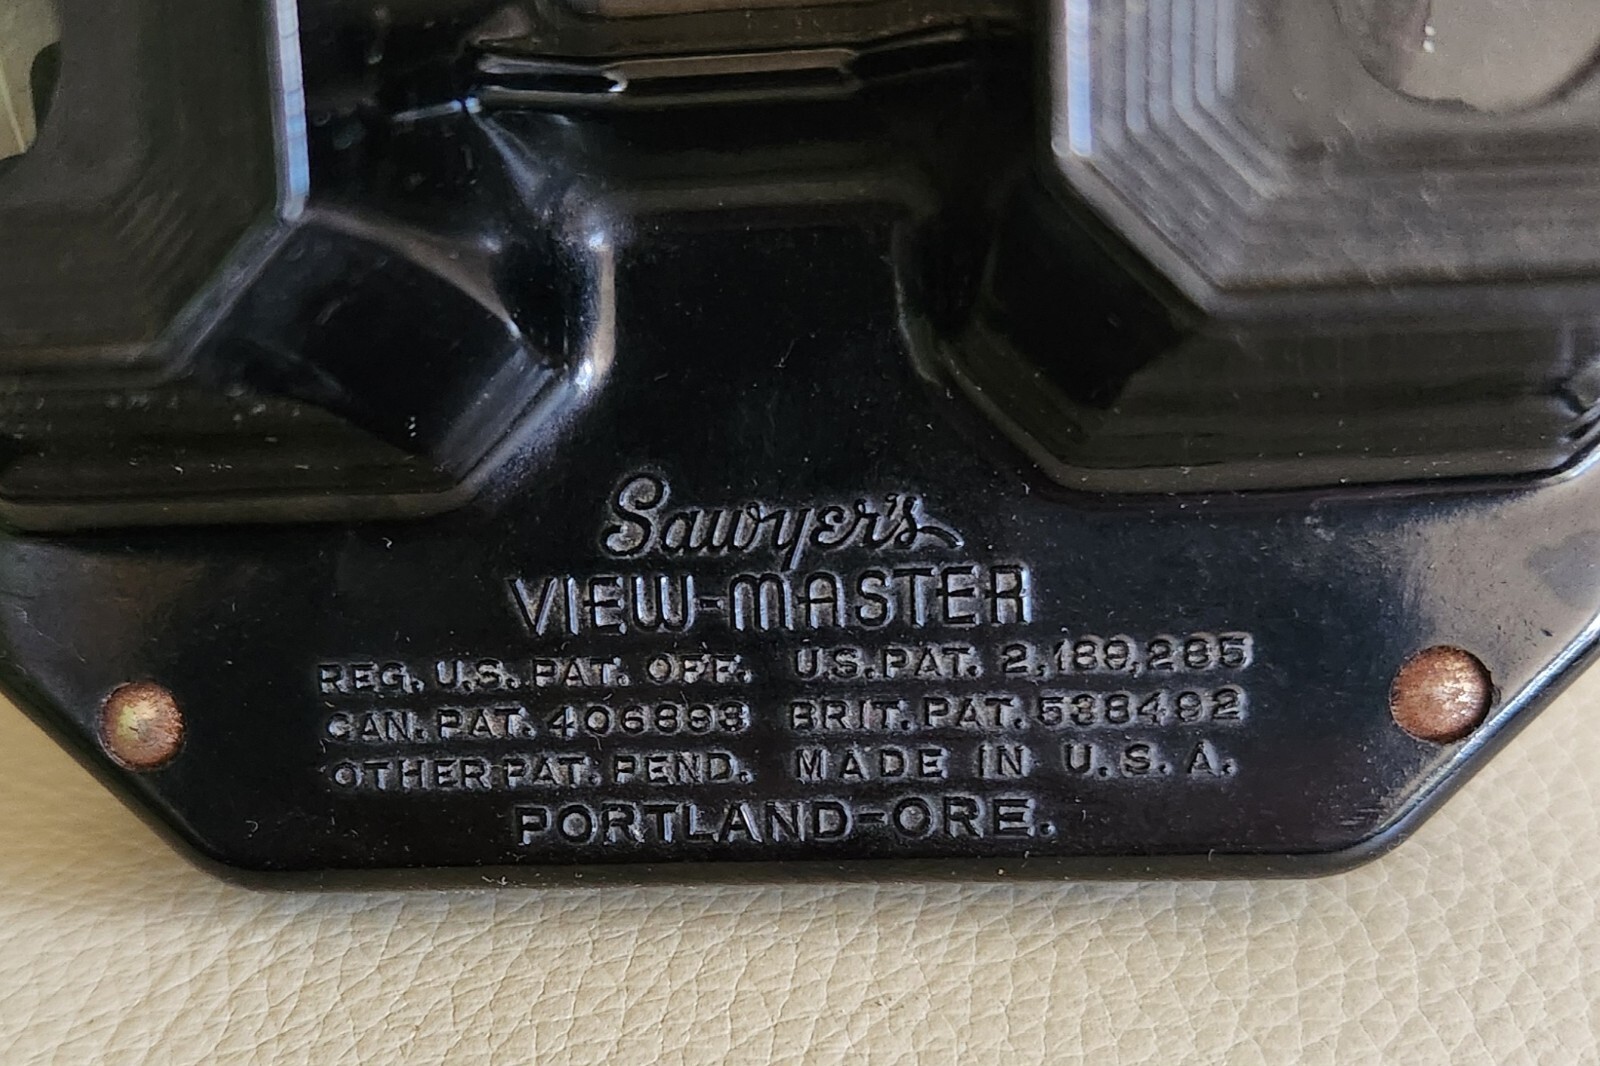 Sawyer's
VIEW-MASTER
REG. U.S. PAT. OFF. U.S. PAT. 2,189,285
CAN. PAT. 406893 BRIT. PAT. 538492
OTHER PAT. PEND. MADE IN U.S.A.
PORTLAND-ORE.